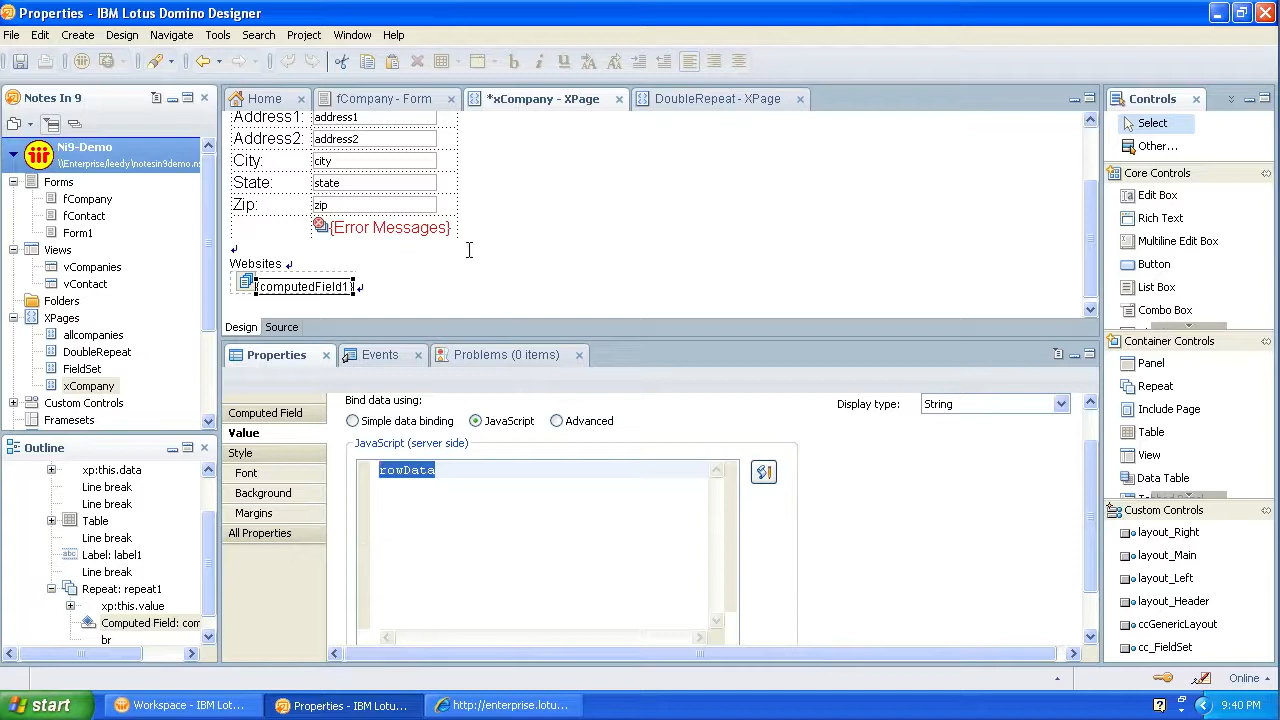 Properties - IBM Lotus Domino Designer
File Edit Create Design Navigate Tools Search Project Window Help
Notes In 9
Ni9-Demo
Forms
fCompany
fContact
Form1
Views
vCompanies
vContact
Folders
XPages
allcompanies
DoubleRepeat
FieldSet
xCompany
Custom Controls
Framesets
Outline
xp:this.data
Line break
Line break
Table
Line break
Label: label1
Line break
Repeat: repeat1
xp:this.value
Computed Field: com
br
Home
fCompany - Form
*xCompany - XPage
DoubleRepeat - XPage
Address1: address1
Address2: address2
City: city
State: state
Zip: zip
{Error Messages}
Websites
{computedField1}
Design Source
Properties
Events
Problems (0 items)
Computed Field
Value
Style
Font
Background
Margins
All Properties
Bind data using:
Simple data binding JavaScript Advanced
Display type: String
JavaScript (server side)
rowData
Controls
Select
Other...
Core Controls
Edit Box
Rich Text
Multiline Edit Box
Button
List Box
Combo Box
Container Controls
Panel
Repeat
Include Page
Table
View
Data Table
Custom Controls
layout_Right
layout_Main
layout_Left
layout_Header
ccGenericLayout
cc_FieldSet
Online
start
Workspace - IBM Lot...
Properties - IBM Lot...
http://enterprise.lotu...
9:40 PM